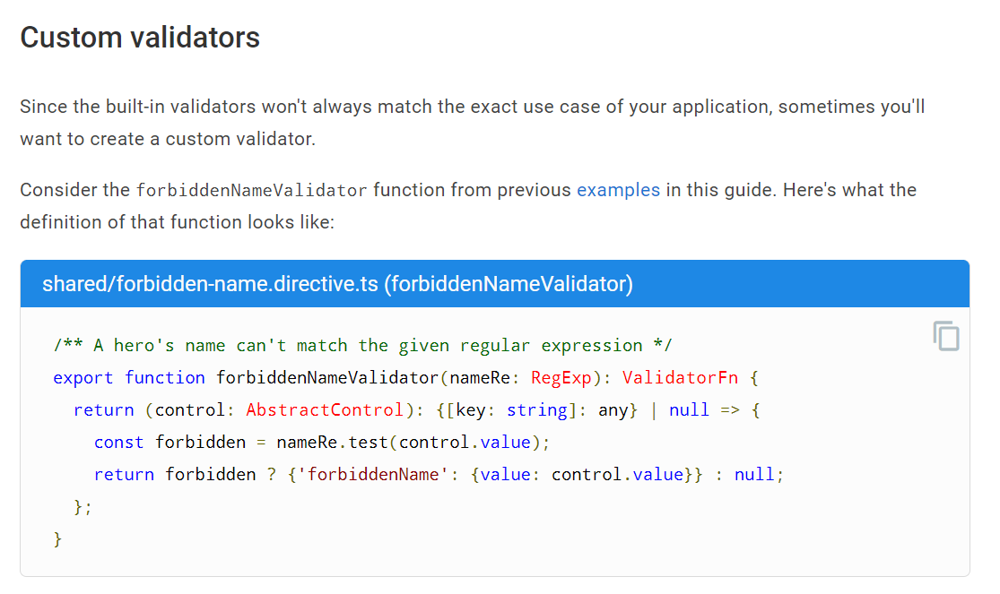 Custom validators
Since the built-in validators won't always match the exact use case of your application, sometimes you'll
want to create a custom validator.
Consider the forbiddenNameValidator function from previous examples in this guide. Here's what the
definition of that function looks like:
shared/forbidden-name.directive.ts (forbiddenNameValidator)
/** A hero's name can't match the given regular expression */
export function forbiddenNameValidator(nameRe: RegExp): ValidatorFn {
  return (control: AbstractControl): {[key: string]: any} | null => {
    const forbidden = nameRe.test(control.value);
    return forbidden ? {'forbiddenName': {value: control.value}} : null;
  };
}